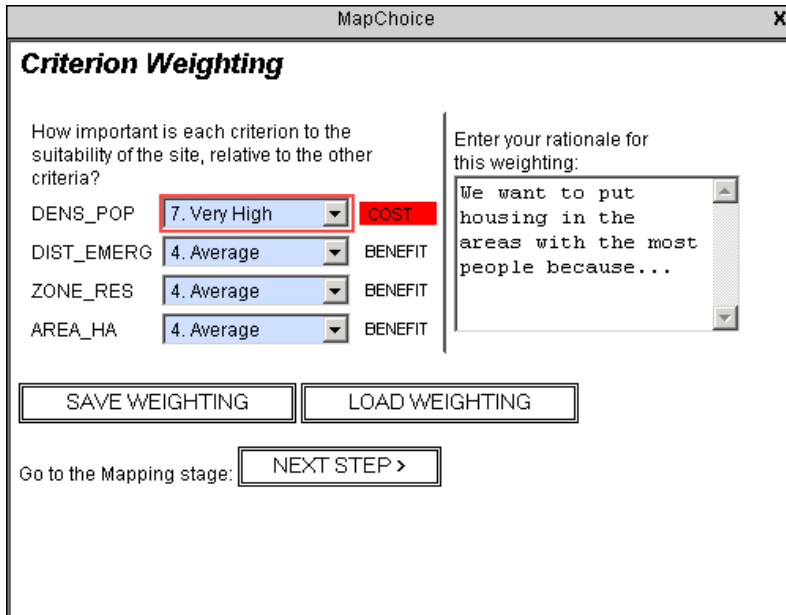 MapChoice X
Criterion Weighting
How important is each criterion to the
suitability of the site, relative to the other
criteria?
DENS_POP 7. Very High COST
DIST_EMERG 4. Average BENEFIT
ZONE_RES 4. Average BENEFIT
AREA_HA 4. Average BENEFIT
Enter your rationale for
this weighting:
We want to put
housing in the
areas with the most
people because...
SAVE WEIGHTING LOAD WEIGHTING
Go to the Mapping stage: NEXT STEP >